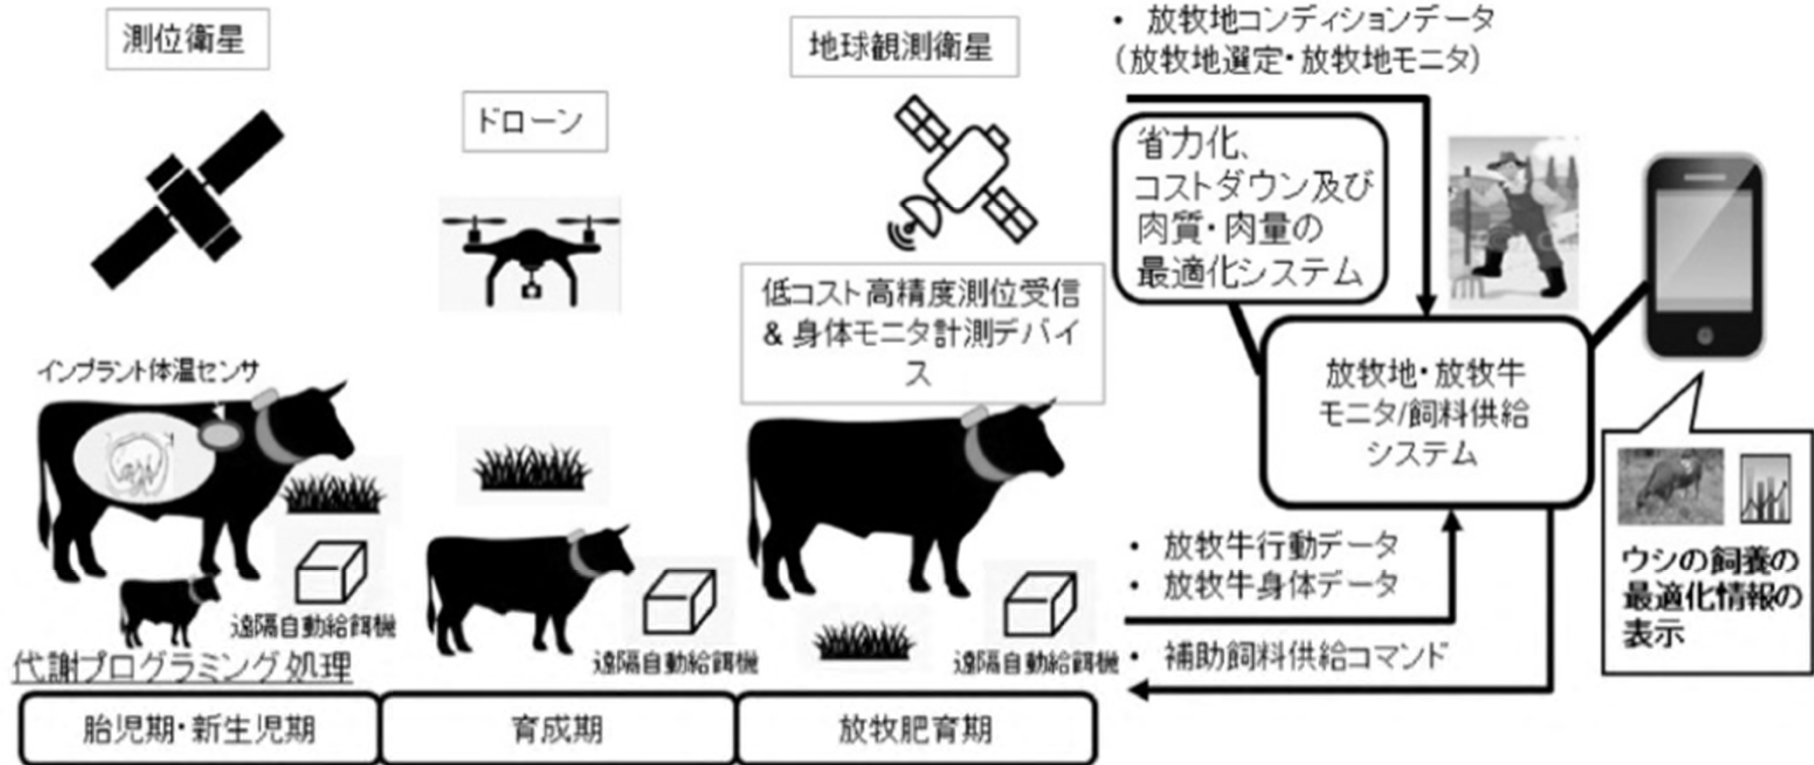 測位衛星
ドローン
地球観測衛星
・ 放牧地コンディションデータ
(放牧地選定・放牧地モニタ)
省力化、
コストダウン及び
肉質・肉量の
最適化システム
低コスト高精度測位受信
& 身体モニタ計測デバイ
ス
インプラント体温センサ
放牧地・放牧牛
モニタ/飼料供給
システム
・ 放牧牛行動データ
・ 放牧牛身体データ
ウシの飼養の
最適化情報の
表示
遠隔自動給餌機
遠隔自動給餌機
遠隔自動給餌機
・ 補助飼料供給コマンド
代謝プログラミング処理
胎児期・新生児期
育成期
放牧肥育期